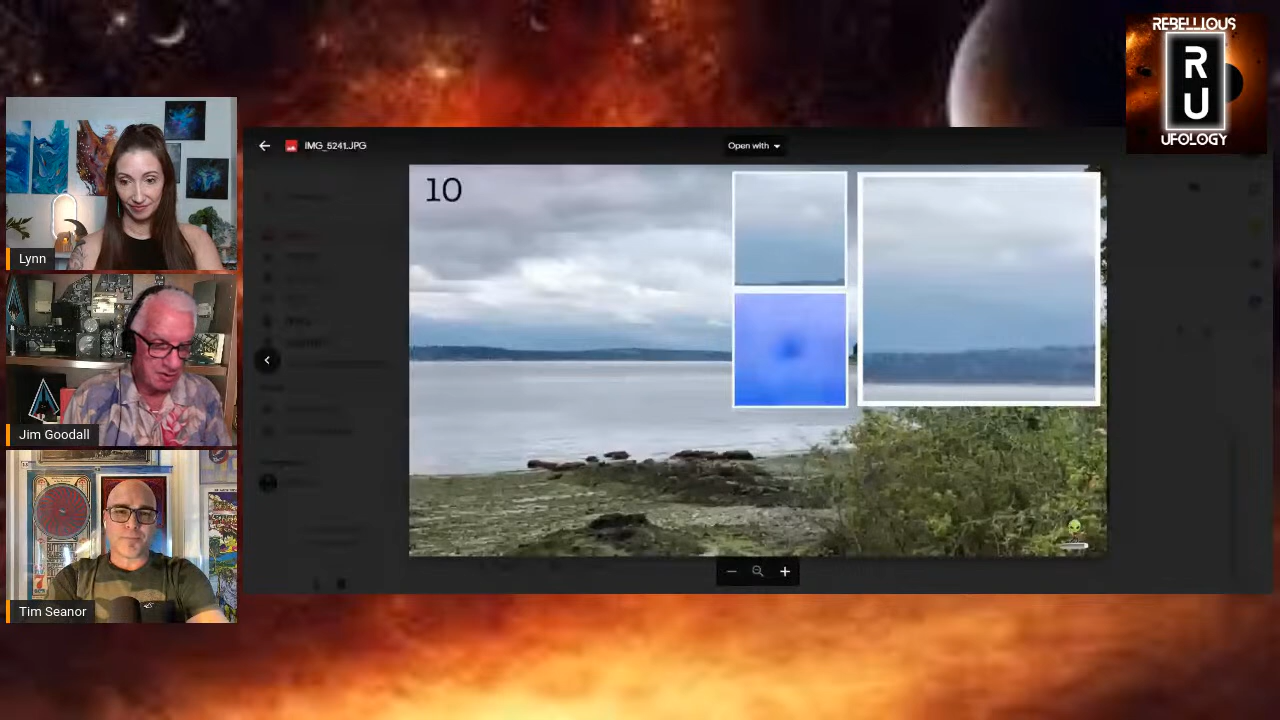 REBELLIOUS
R
U
UFOLOGY
IMG_5241.JPG
Open with
10
Lynn
Jim Goodall
Tim Seanor